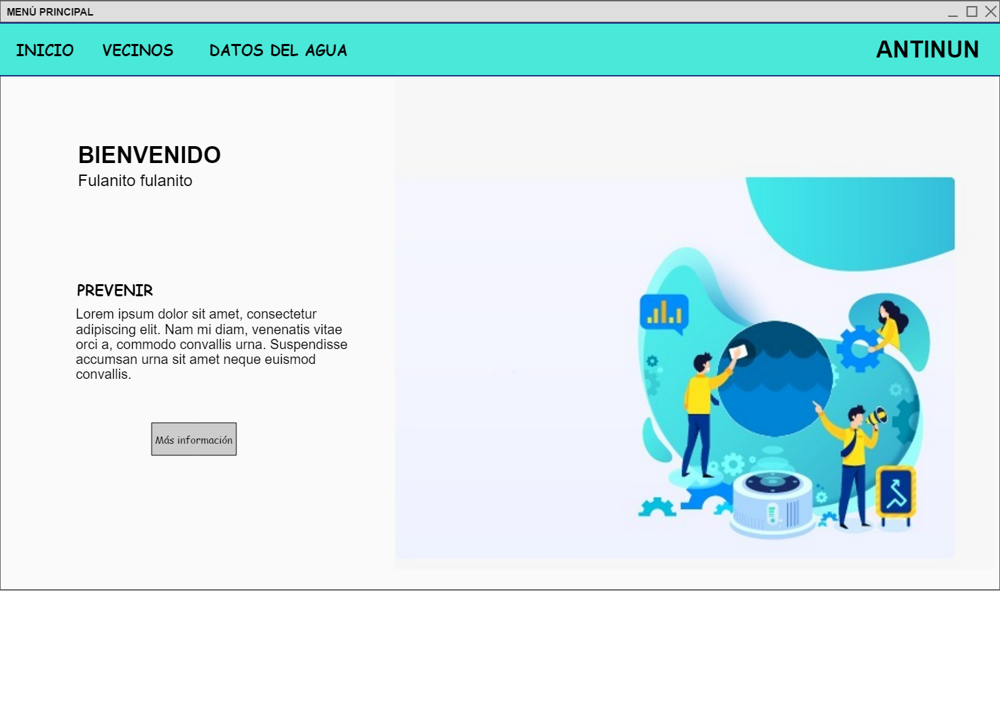 MENÚ PRINCIPAL
INICIO VECINOS DATOS DEL AGUA ANTINUN
BIENVENIDO
Fulanito fulanito
PREVENIR
Lorem ipsum dolor sit amet, consectetur
adipiscing elit. Nam mi diam, venenatis vitae
orci a, commodo convallis urna. Suspendisse
accumsan urna sit amet neque euismod
convallis.
Más información